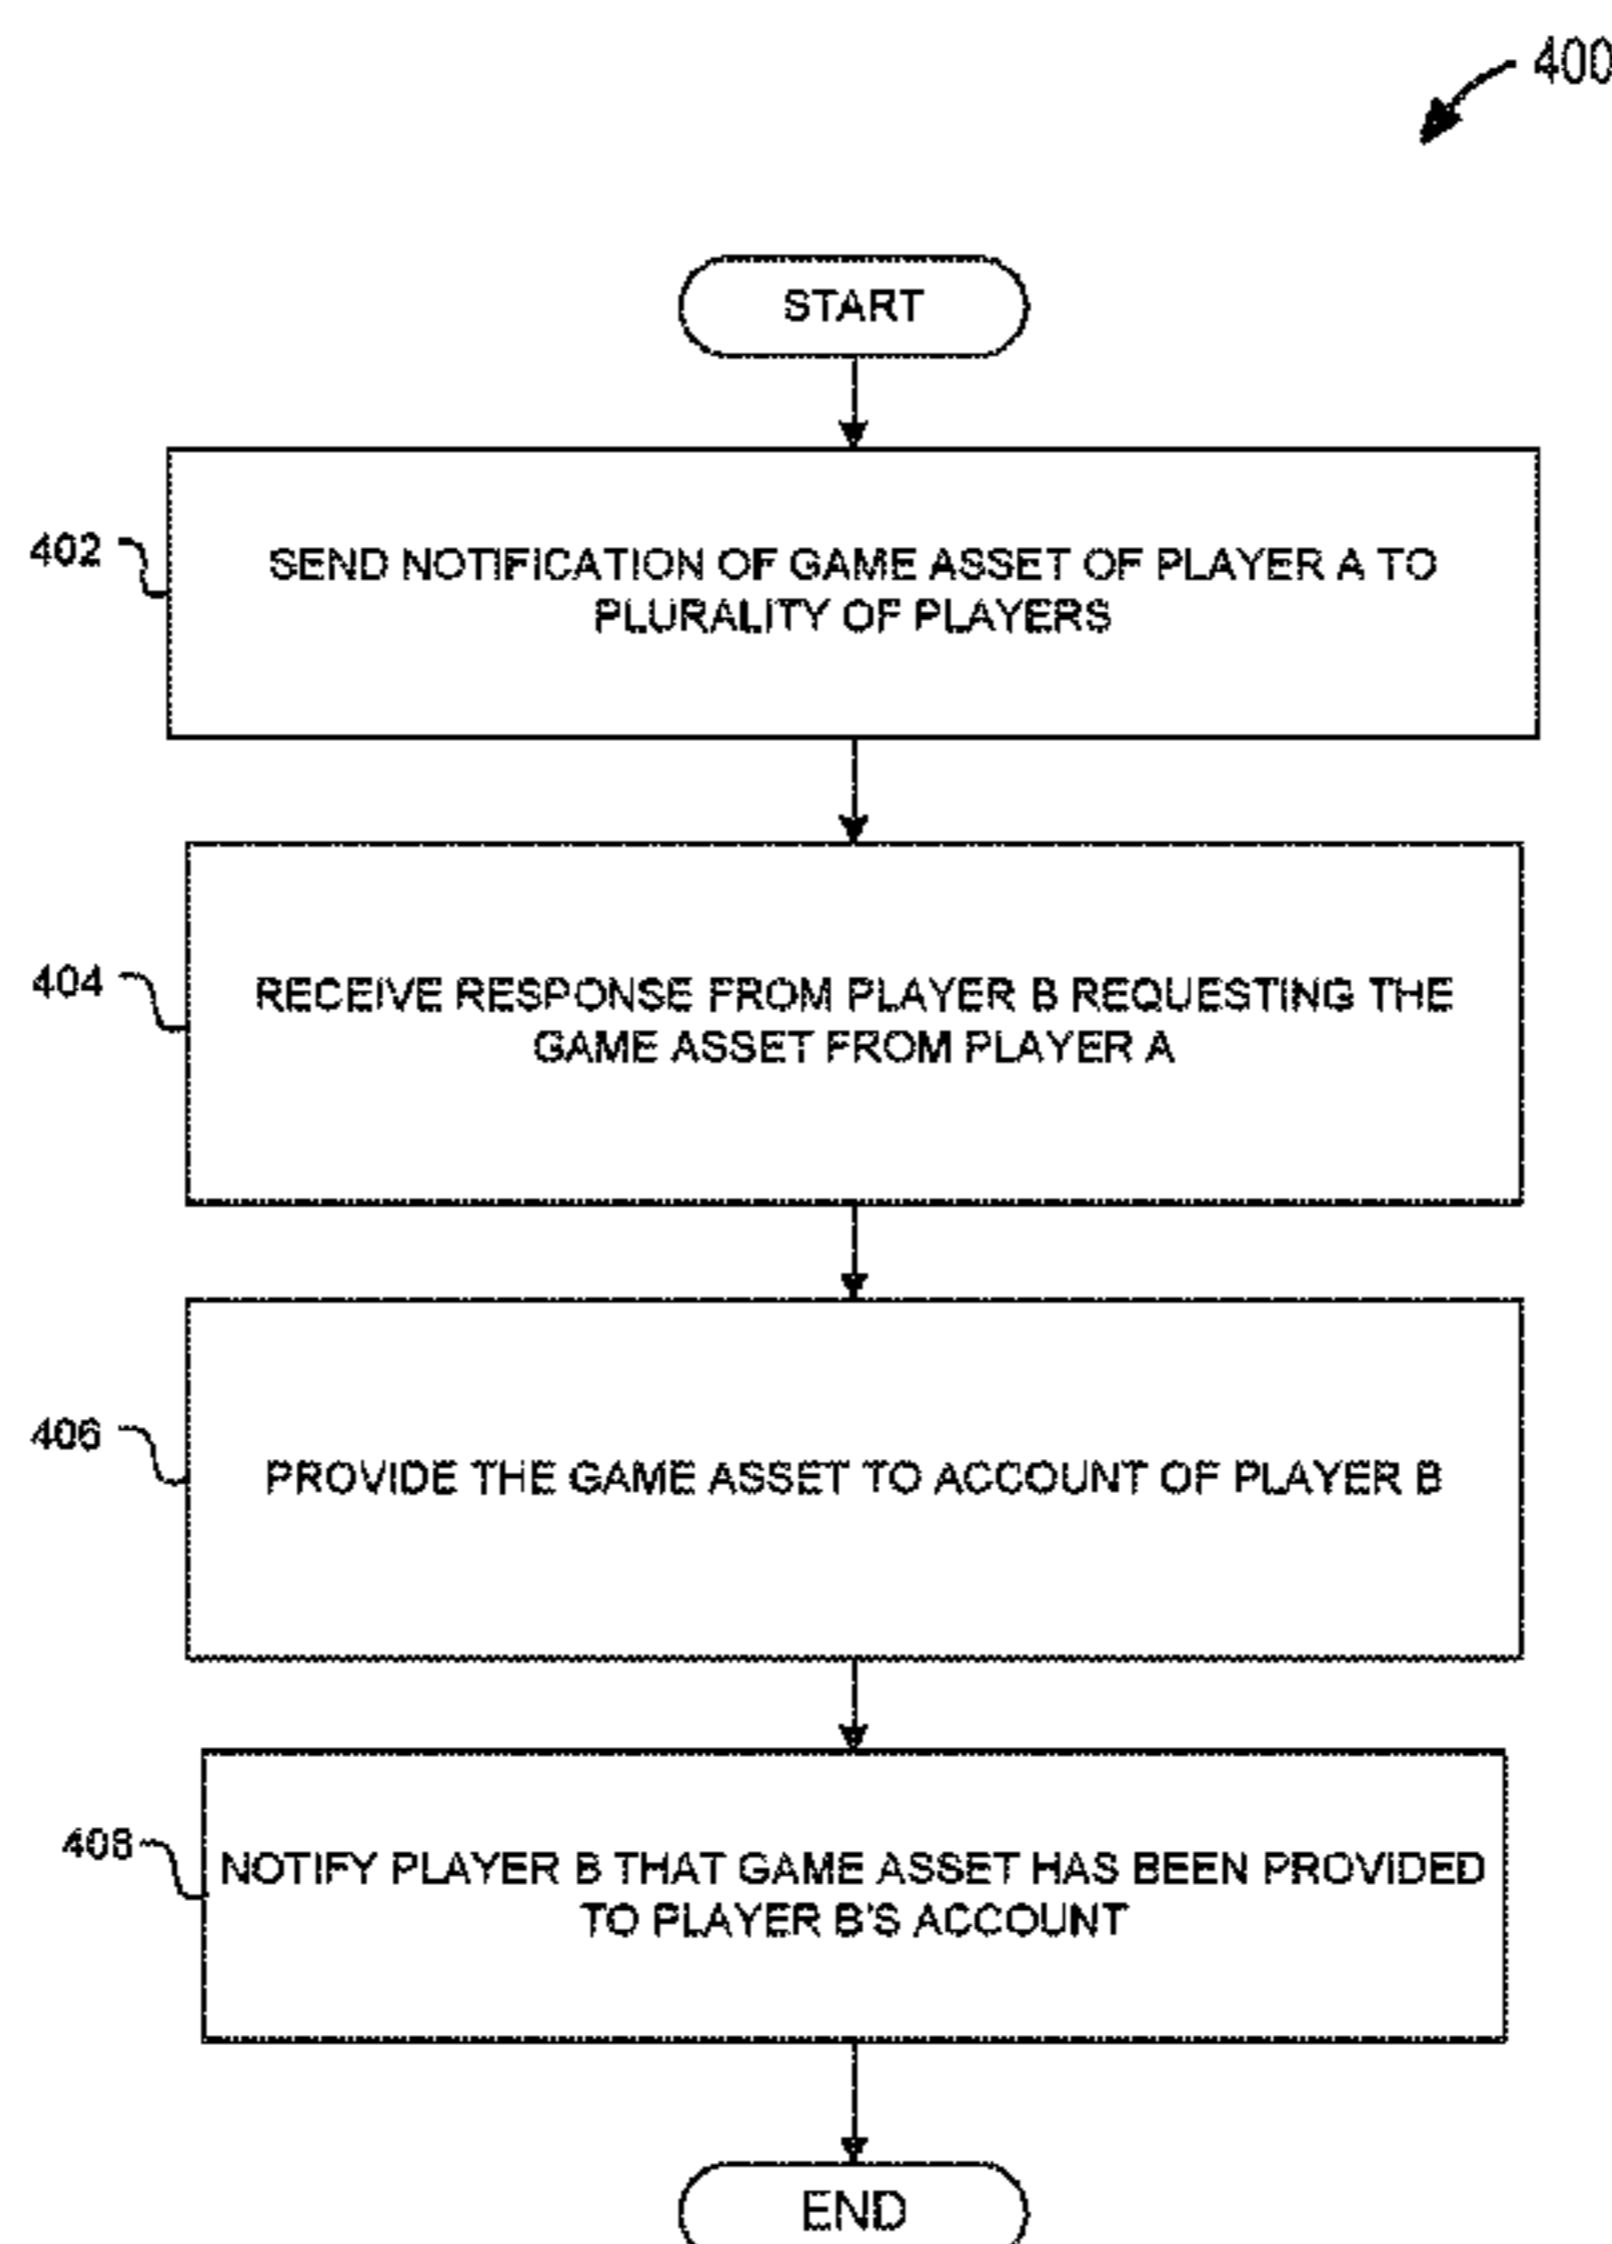 400
START
402
SEND NOTIFICATION OF GAME ASSET OF PLAYER A TO
PLURALITY OF PLAYERS
404
RECEIVE RESPONSE FROM PLAYER B REQUESTING THE
GAME ASSET FROM PLAYER A
406
PROVIDE THE GAME ASSET TO ACCOUNT OF PLAYER B
408
NOTIFY PLAYER B THAT GAME ASSET HAS BEEN PROVIDED
TO PLAYER B'S ACCOUNT
END